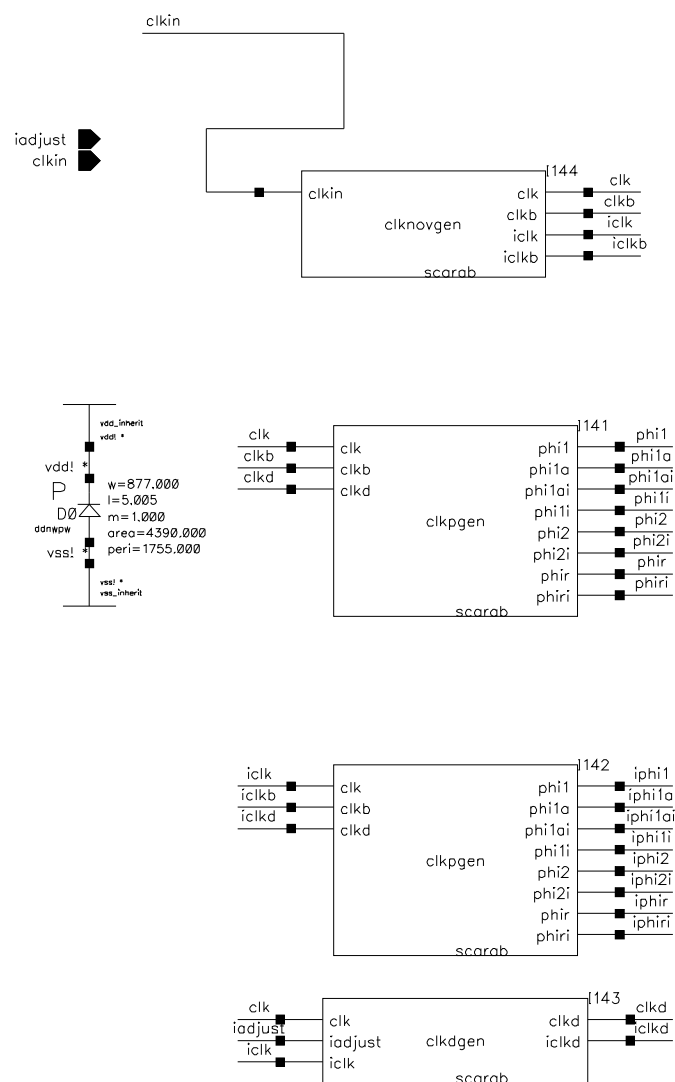 clkin
iadjust
clkin
I144
clkin clk clk
clkb clkb
clknovgen
iclk iclk
iclkb iclkb
scarab
vdd_inherit
vdd! *
vdd! *
P
w=877.000
l=5.005
D0 m=1.000
ddnwpw area=4390.000
vss! * peri=1755.000
vss! *
vss_inherit
I141
clk clk phi1 phi1
clkb clkb phi1a phi1a
clkd clkd phi1ai phi1ai
phi1i phi1i
clkpgen
phi2 phi2
phi2i phi2i
phir phir
phiri phiri
scarab
I142
iclk clk phi1 iphi1
iclkb clkb phi1a iphi1a
iclkd clkd phi1ai iphi1ai
phi1i iphi1i
clkpgen
phi2 iphi2
phi2i iphi2i
phir iphir
phiri iphiri
scarab
I143
clk clk clkd clkd
iadjust iadjust clkdgen iclkd iclkd
iclk iclk
scarab